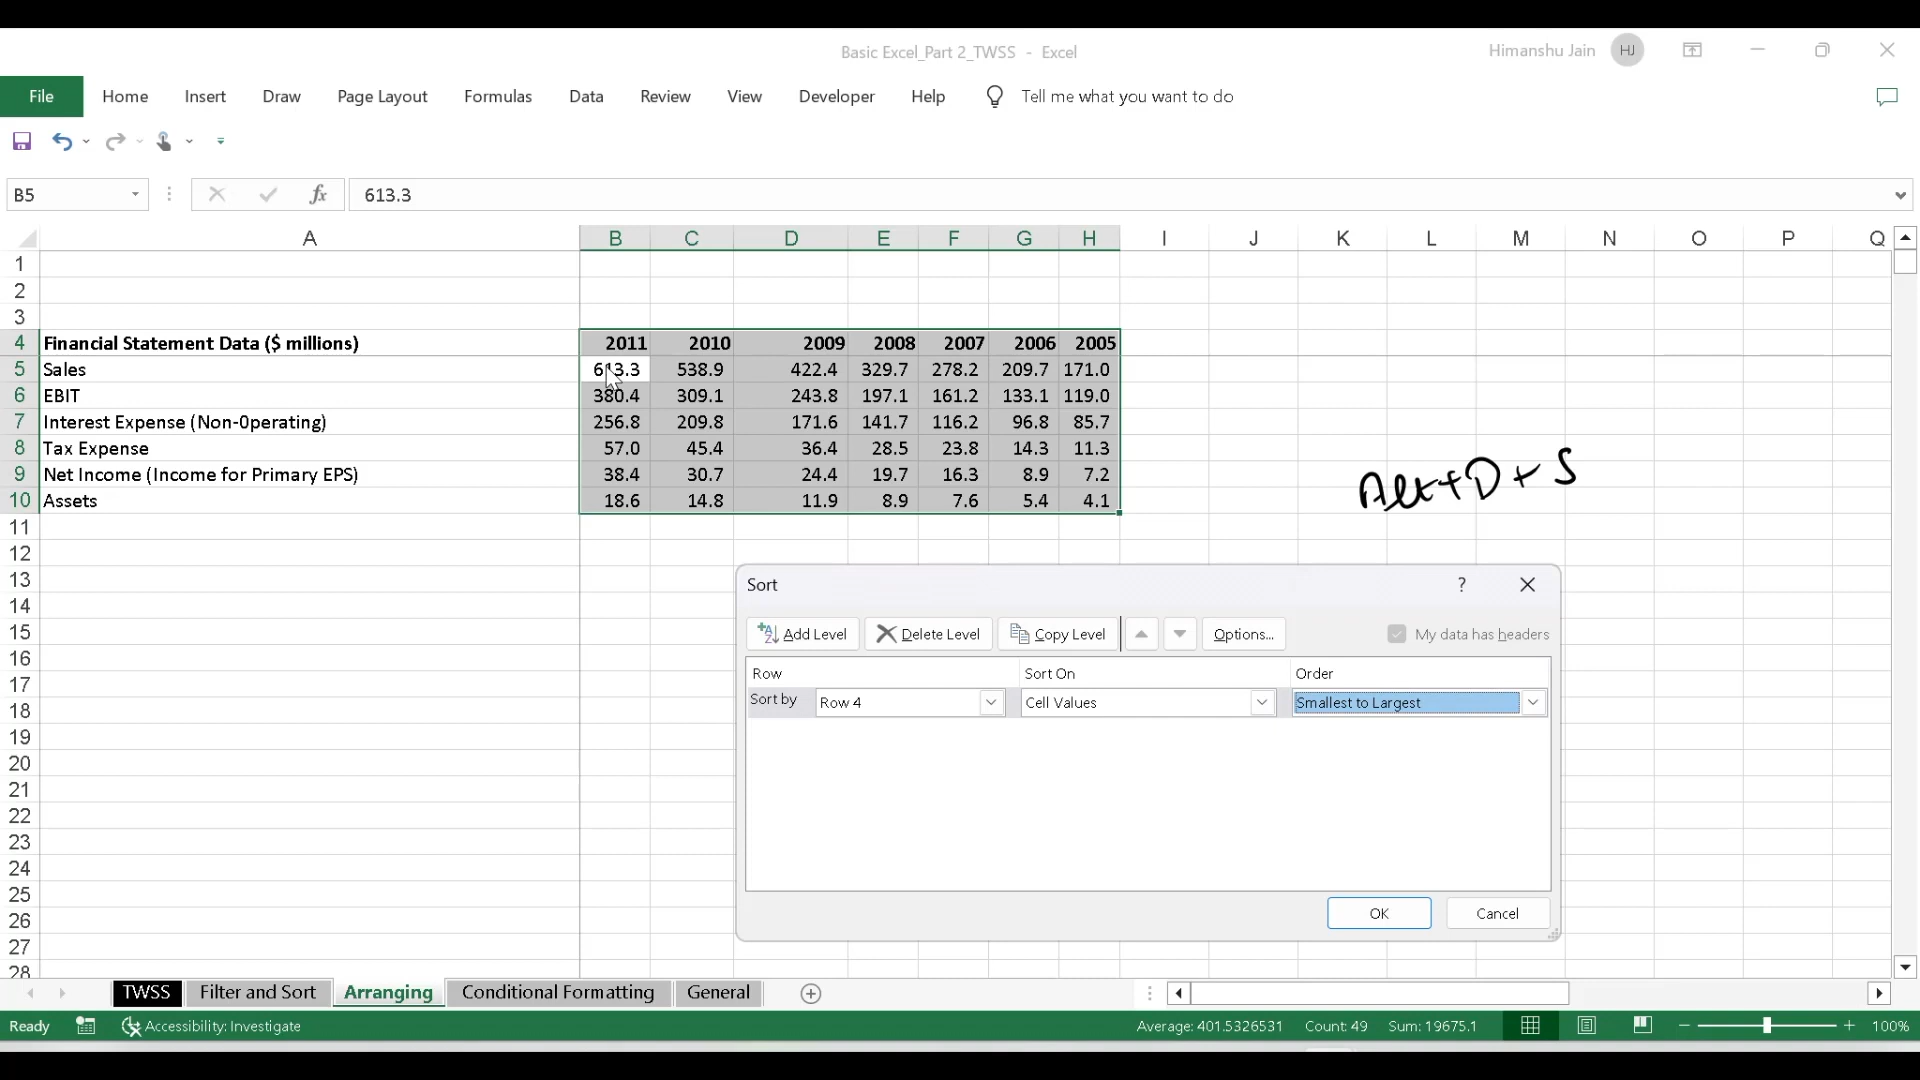 Basic Excel_Part 2_TWSS - Excel
Himanshu Jain HJ
File Home Insert Draw Page Layout Formulas Data Review View Developer Help Tell me what you want to do
B5 fx 613.3
A B C D E F G H I J K L M N O P Q
1
2
3
4 Financial Statement Data ($ millions) 2011 2010 2009 2008 2007 2006 2005
5 Sales 613.3 538.9 422.4 329.7 278.2 209.7 171.0
6 EBIT 380.4 309.1 243.8 197.1 161.2 133.1 119.0
7 Interest Expense (Non-0perating) 256.8 209.8 171.6 141.7 116.2 96.8 85.7
8 Tax Expense 57.0 45.4 36.4 28.5 23.8 14.3 11.3
9 Net Income (Income for Primary EPS) 38.4 30.7 24.4 19.7 16.3 8.9 7.2
10 Assets 18.6 14.8 11.9 8.9 7.6 5.4 4.1
Alt+D+S
11
12
13
14
15
16
17
18
19
20
21
22
23
24
25
26
27
28
Sort ?
Add Level Delete Level Copy Level Options... My data has headers
Row Sort On Order
Sort by Row 4 Cell Values Smallest to Largest
OK Cancel
TWSS Filter and Sort Arranging Conditional Formatting General
Ready Accessibility: Investigate Average: 401.5326531 Count: 49 Sum: 19675.1 100%